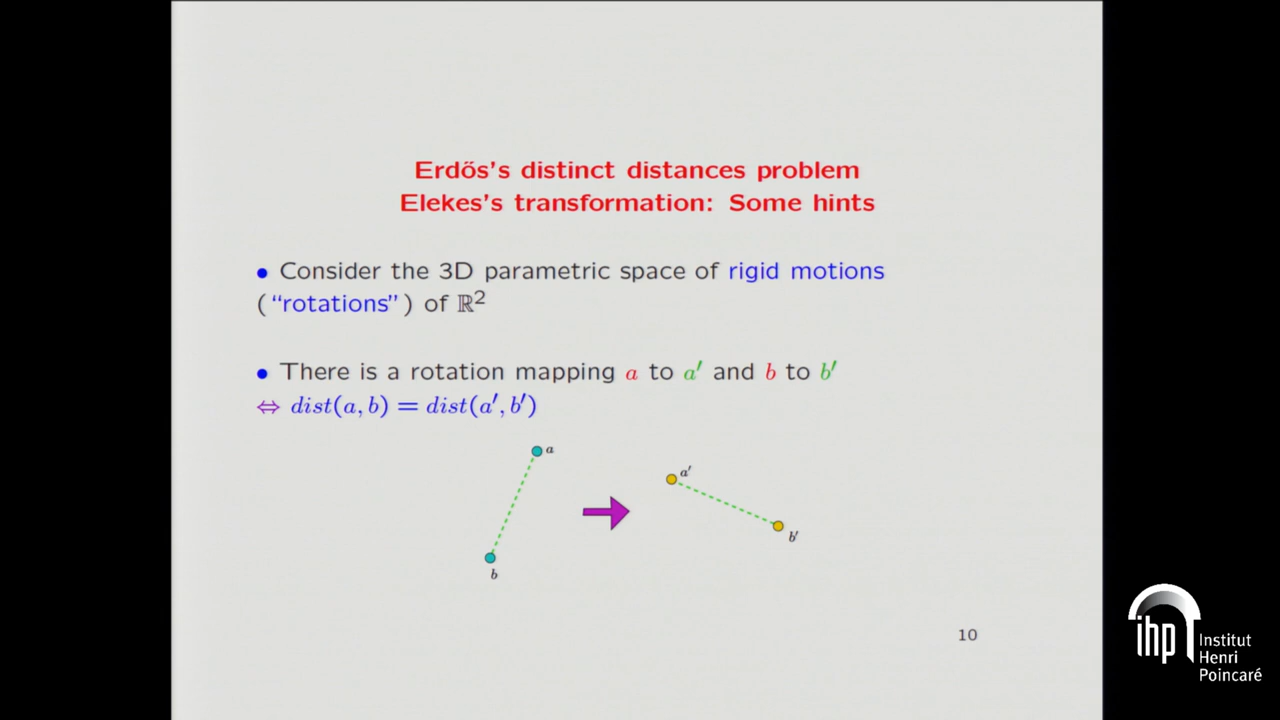 Erdős's distinct distances problem
Elekes's transformation: Some hints
• Consider the 3D parametric space of rigid motions
(“rotations”) of ℝ²
• There is a rotation mapping a to a′ and b to b′
⇔ dist(a, b) = dist(a′, b′)
a
a′
b′
b
10
ihp
Institut
Henri
Poincaré